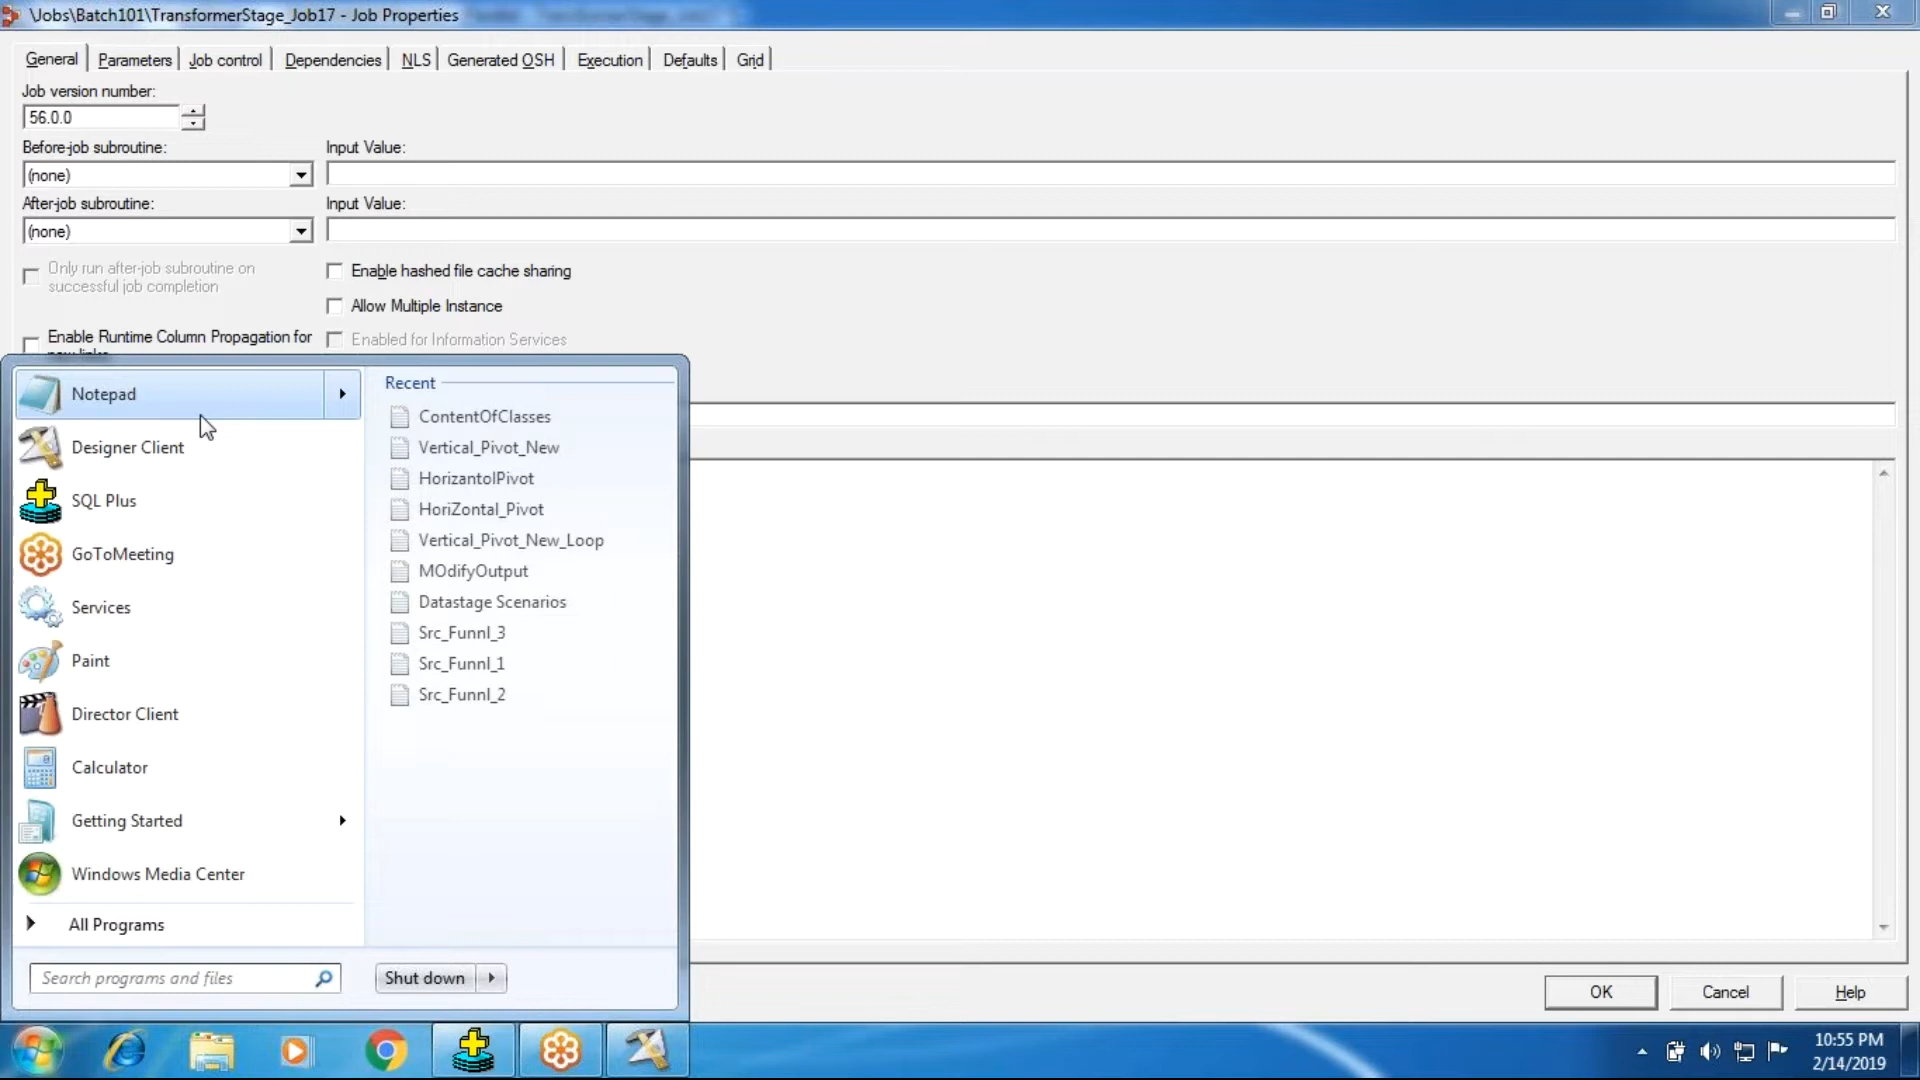 \Jobs\Batch101\TransformerStage_Job17 - Job Properties
General Parameters Job control Dependencies NLS Generated OSH Execution Defaults Grid
Job version number:
56.0.0
Before-job subroutine: Input Value:
(none)
After-job subroutine: Input Value:
(none)
Only run after-job subroutine on
successful job completion
Enable hashed file cache sharing
Allow Multiple Instance
Enable Runtime Column Propagation for
Enabled for Information Services
Notepad
Designer Client
SQL Plus
GoToMeeting
Services
Paint
Director Client
Calculator
Getting Started
Windows Media Center
All Programs
Search programs and files
Recent
ContentOfClasses
Vertical_Pivot_New
HorizantolPivot
HoriZontal_Pivot
Vertical_Pivot_New_Loop
MOdifyOutput
Datastage Scenarios
Src_Funnl_3
Src_Funnl_1
Src_Funnl_2
Shut down
OK Cancel Help
10:55 PM
2/14/2019